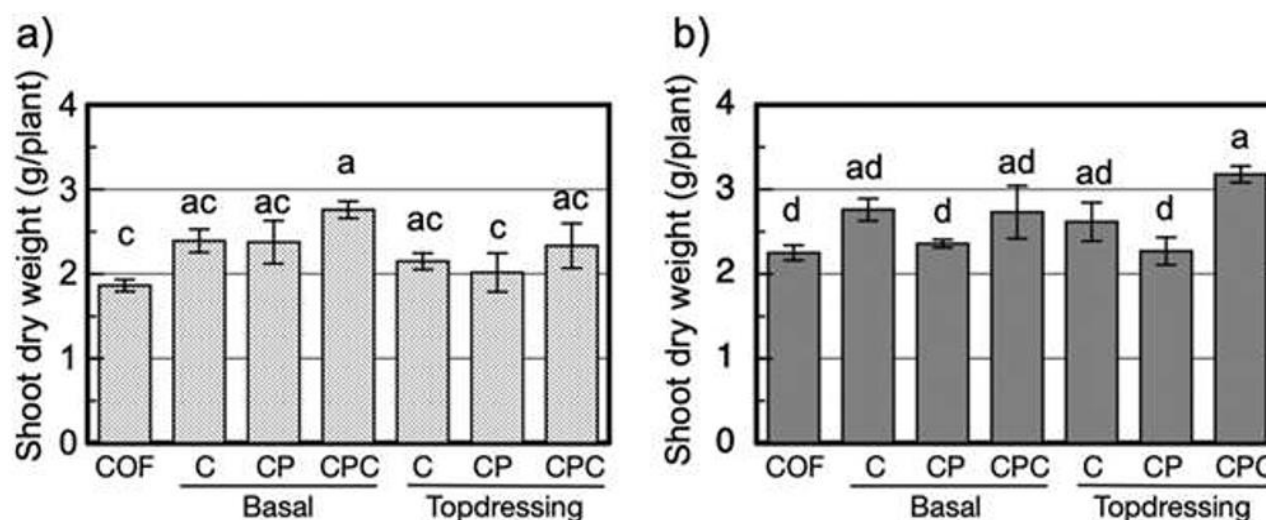 a)
Shoot dry weight (g/plant)
4
3
2
1
0
c
ac
ac
a
ac
c
ac
COF
C
CP
CPC
C
CP
CPC
Basal
Topdressing
b)
Shoot dry weight (g/plant)
4
3
2
1
0
d
ad
d
ad
ad
d
a
COF
C
CP
CPC
C
CP
CPC
Basal
Topdressing